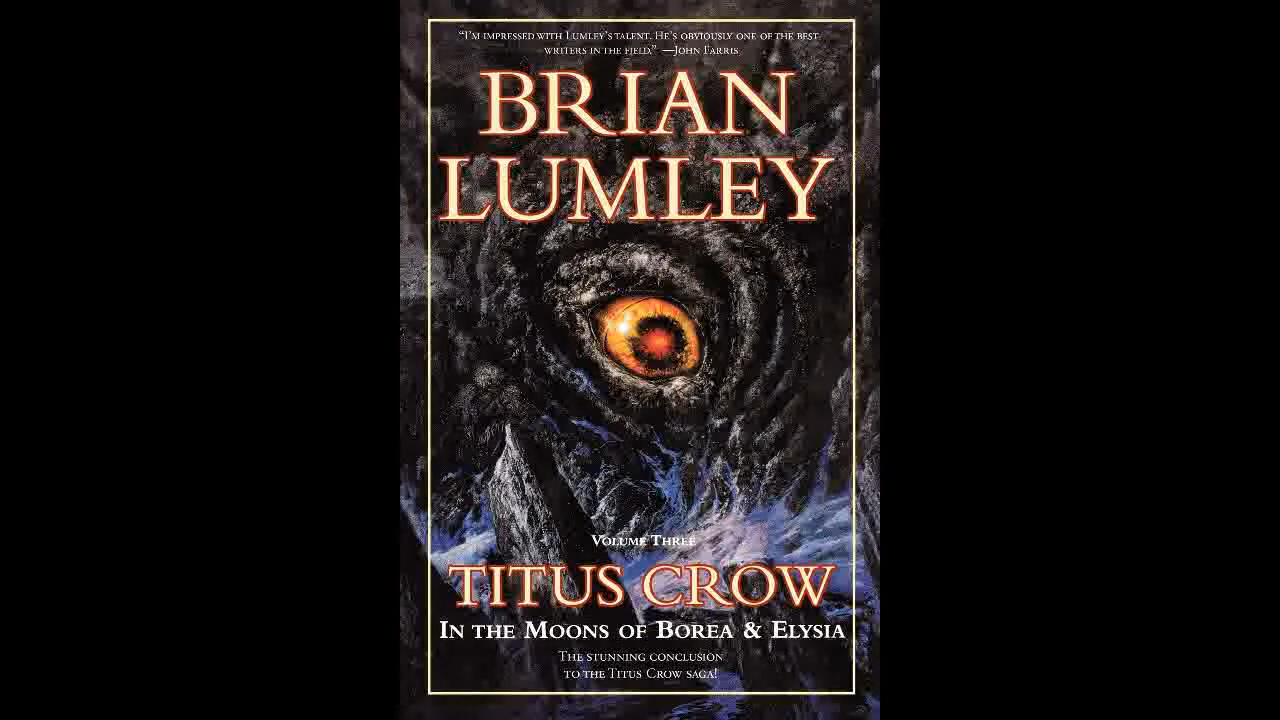 “I’M IMPRESSED WITH LUMLEY’S TALENT. HE’S OBVIOUSLY ONE OF THE BEST
WRITERS IN THE FIELD.” —JOHN FARRIS
BRIAN
LUMLEY
VOLUME THREE
TITUS CROW
IN THE MOONS OF BOREA & ELYSIA
THE STUNNING CONCLUSION
TO THE TITUS CROW SAGA!